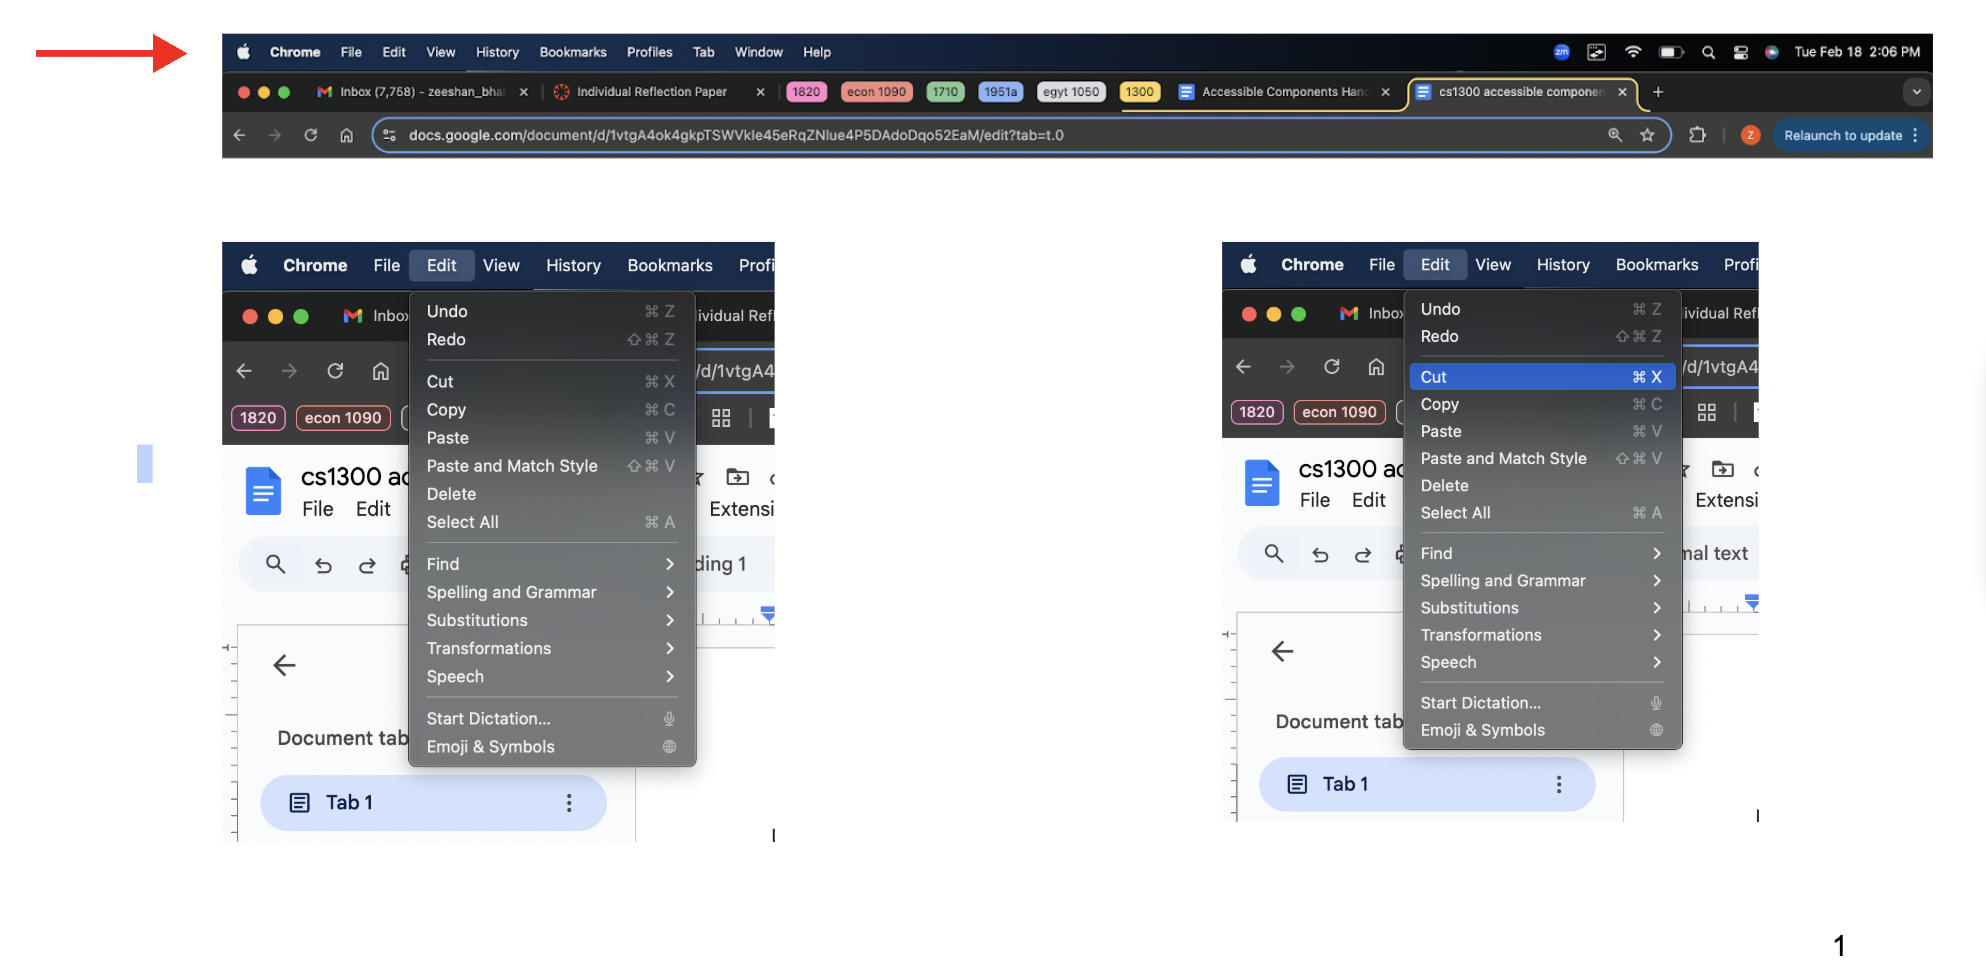 Chrome File Edit View History Bookmarks Profiles Tab Window Help zm Tue Feb 18 2:06 PM
Inbox (7,758) - zeeshan_bha Individual Reflection Paper 1820 econ 1090 1710 1951a egyt 1050 1300 Accessible Components Han cs1300 accessible componen
docs.google.com/document/d/1vtgA4ok4gkpTSWVkIe45eRqZNlue4P5DAdoDqo52EaM/edit?tab=t.0 Z Relaunch to update
Chrome File Edit View History Bookmarks Profi
Inbo ividual Ref
Undo ⌘ Z
Redo ⇧ ⌘ Z
/d/1vtgA4
Cut ⌘ X
1820 econ 1090
Copy ⌘ C
Paste ⌘ V
Paste and Match Style ⇧ ⌘ V
cs1300 a
Delete
File Edit Extensi
Select All ⌘ A
Find
ding 1
Spelling and Grammar
Substitutions
Transformations
Speech
Start Dictation...
Document tab
Emoji & Symbols
Tab 1
Chrome File Edit View History Bookmarks Profi
Inbo ividual Ref
Undo ⌘ Z
Redo ⇧ ⌘ Z
/d/1vtgA4
Cut ⌘ X
1820 econ 1090
Copy ⌘ C
Paste ⌘ V
Paste and Match Style ⇧ ⌘ V
cs1300 a
Delete
File Edit Extensi
Select All ⌘ A
Find
mal text
Spelling and Grammar
Substitutions
Transformations
Speech
Start Dictation...
Document tab
Emoji & Symbols
Tab 1
1